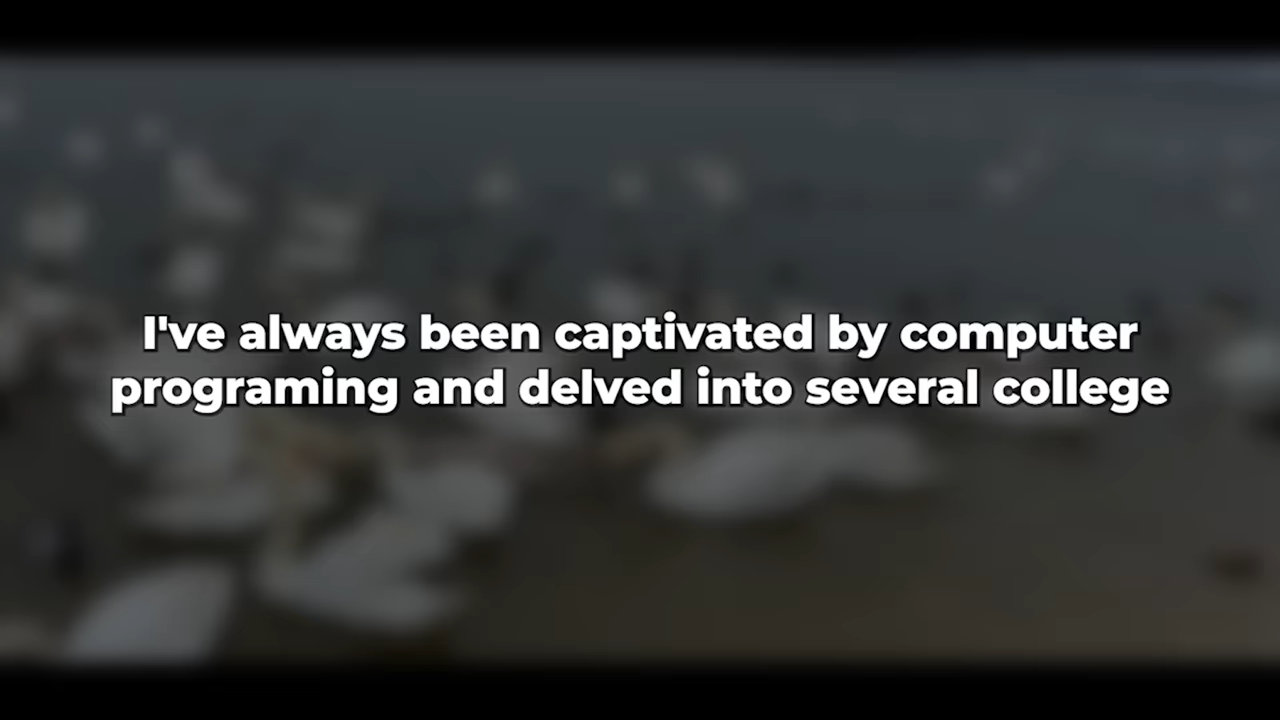 I've always been captivated by computer
programing and delved into several college